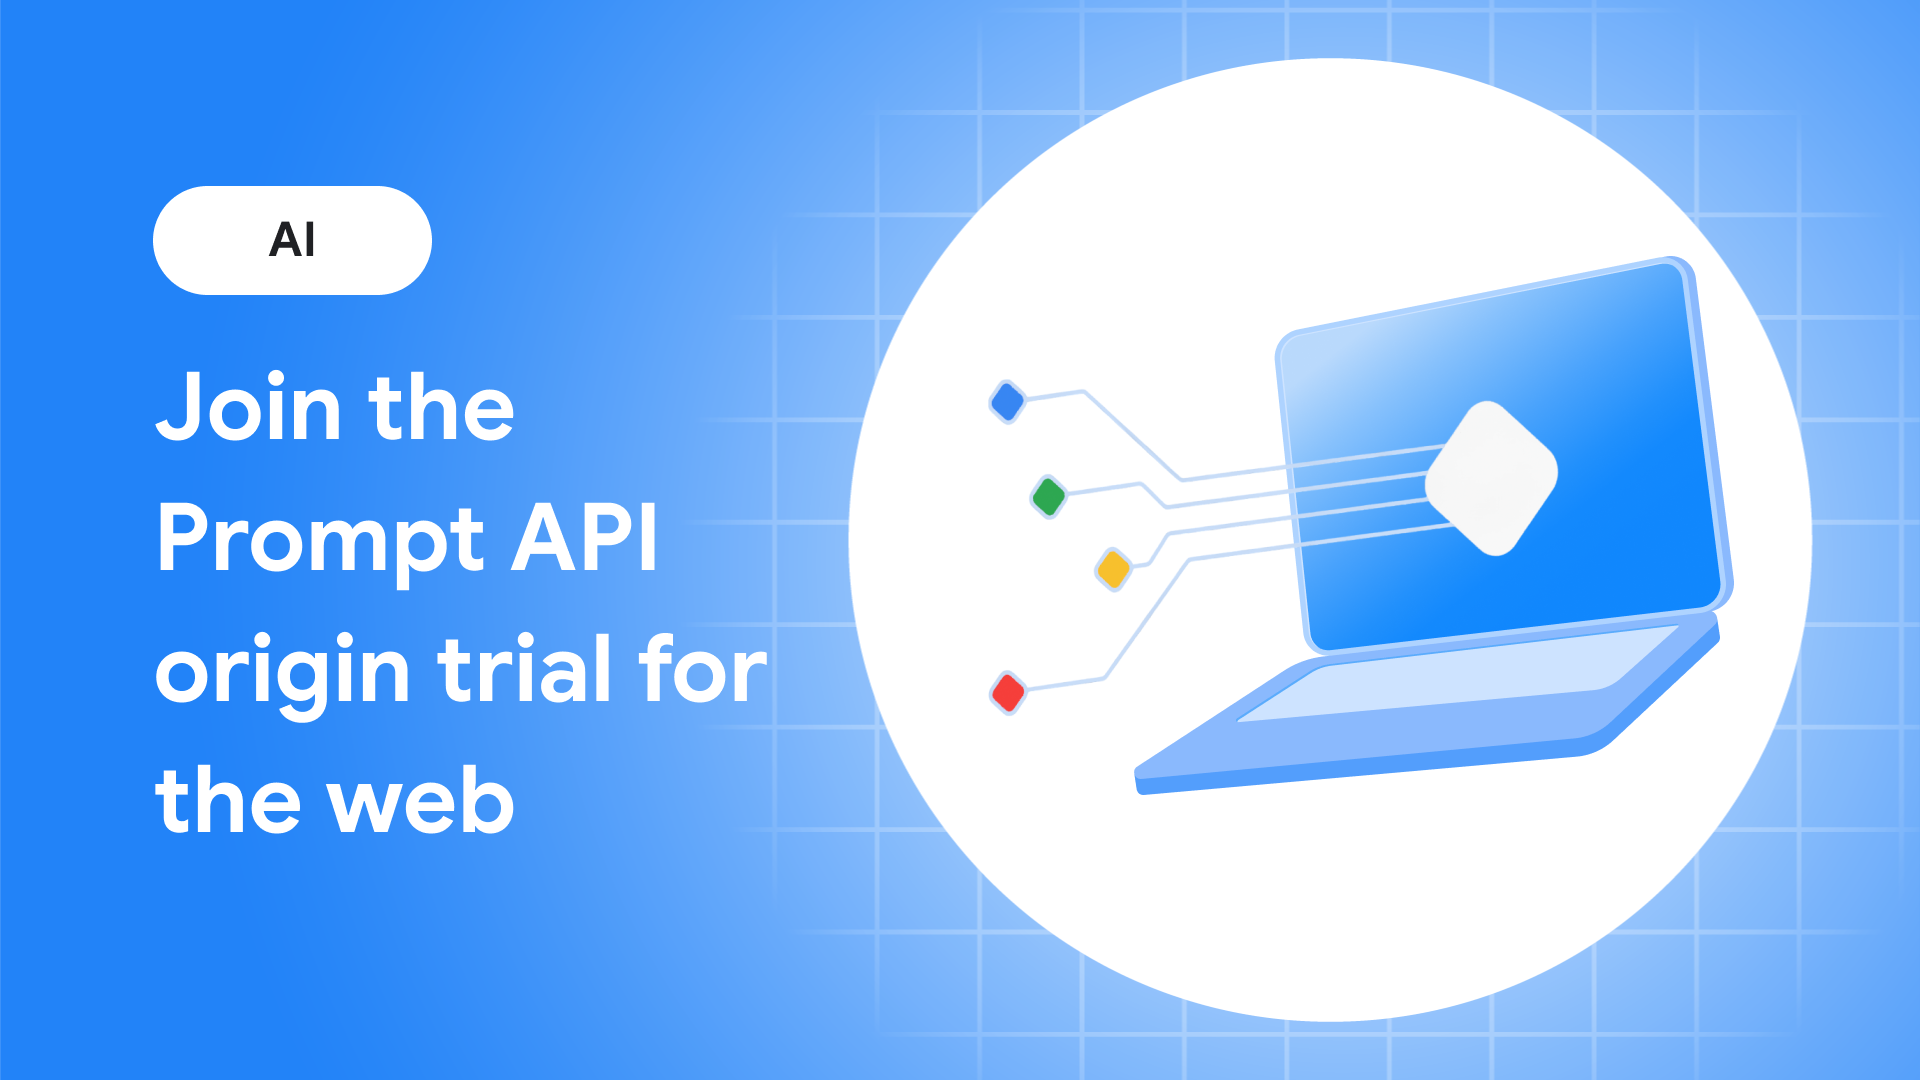 AI
Join the
Prompt API
origin trial for
the web